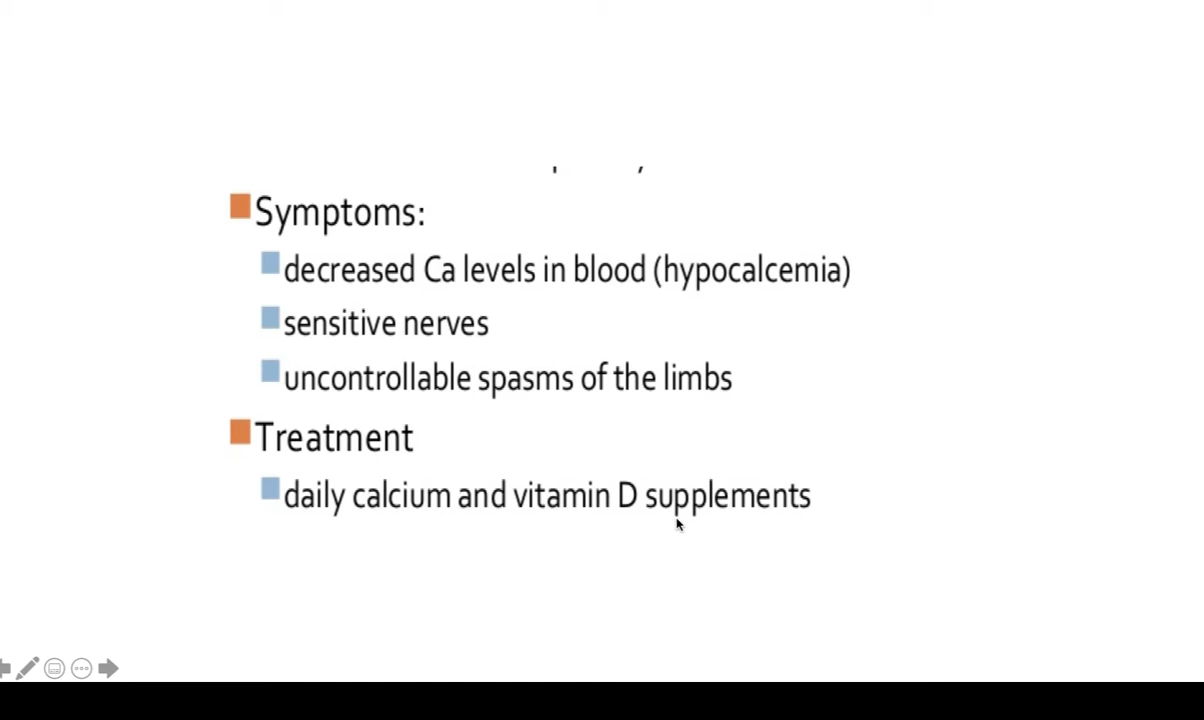 Symptoms:
decreased Ca levels in blood (hypocalcemia)
sensitive nerves
uncontrollable spasms of the limbs
Treatment
daily calcium and vitamin D supplements